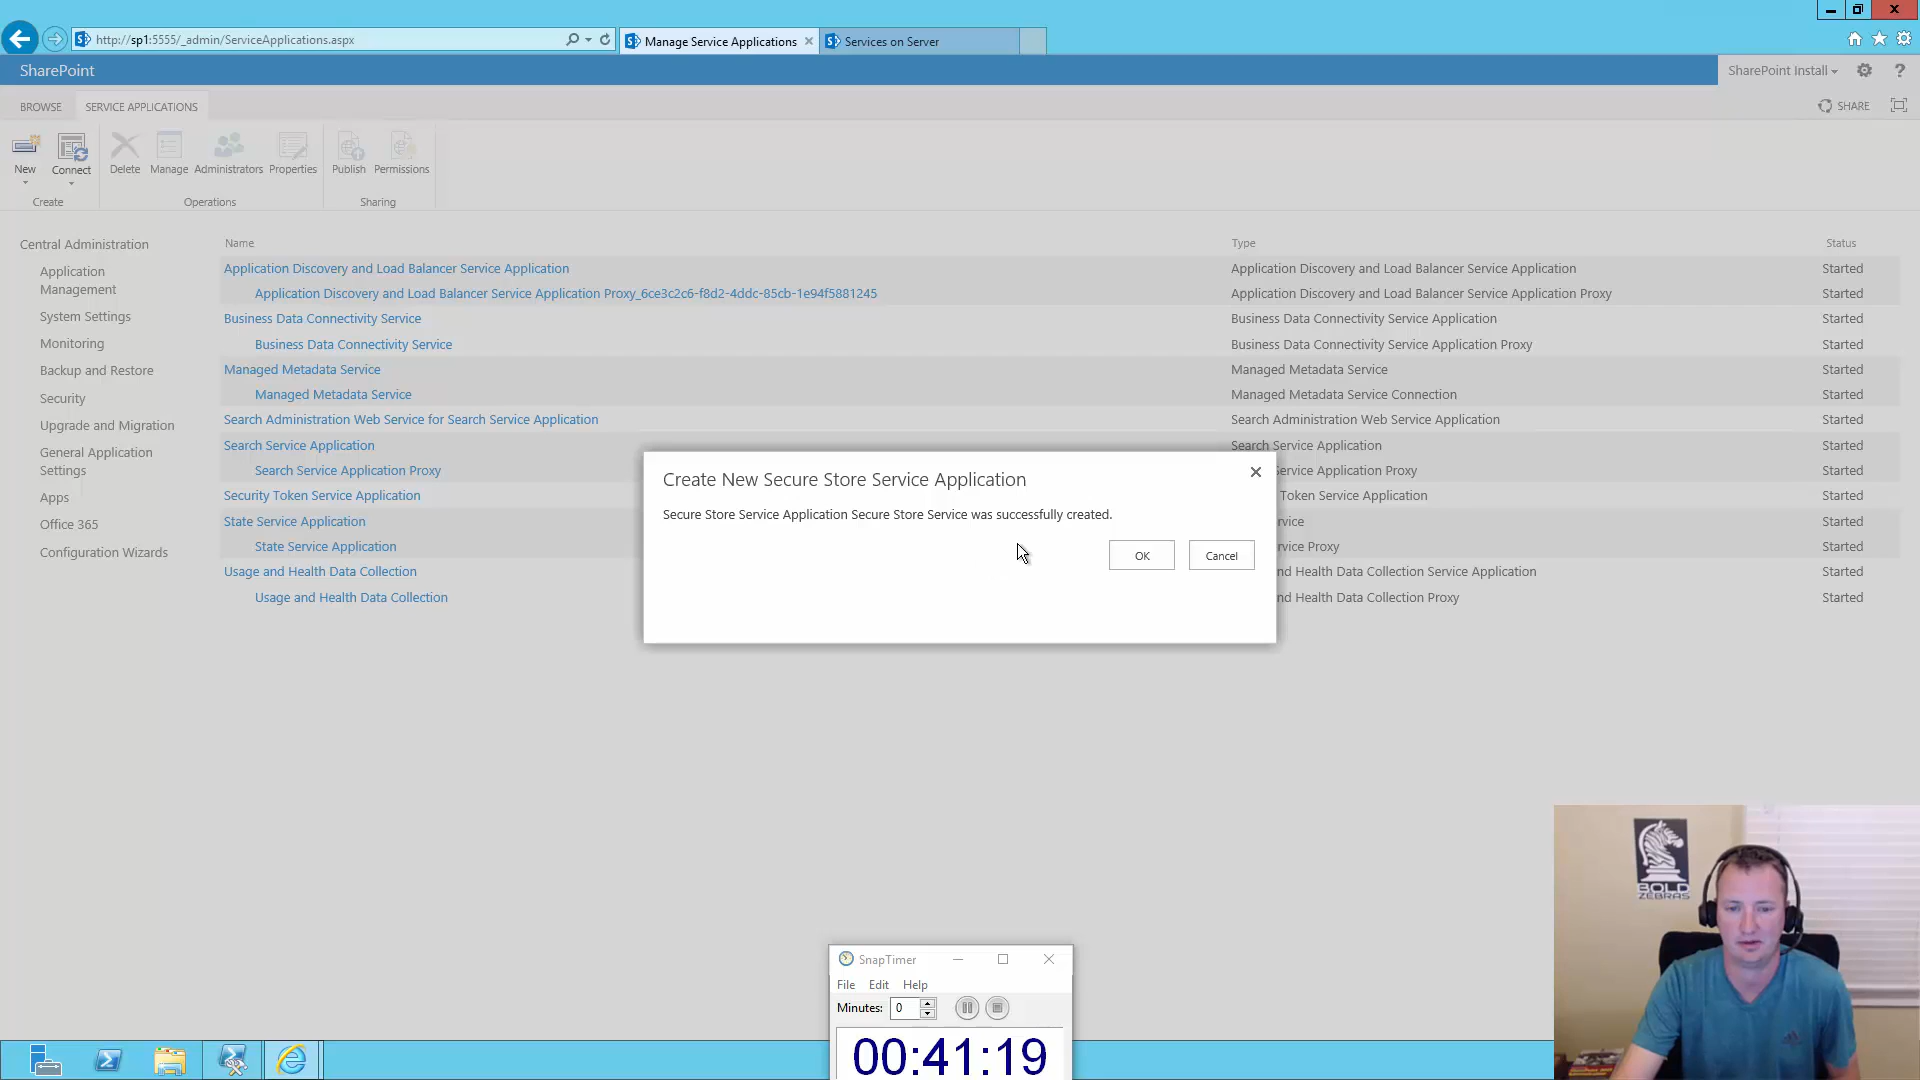 http://sp1:5555/_admin/ServiceApplications.aspx
Manage Service Applications
Services on Server
SharePoint
SharePoint Install
?
BROWSE
SERVICE APPLICATIONS
SHARE
New
Connect
Delete
Manage
Administrators
Properties
Publish
Permissions
Create
Operations
Sharing
Central Administration
Application
Management
System Settings
Monitoring
Backup and Restore
Security
Upgrade and Migration
General Application
Settings
Apps
Office 365
Configuration Wizards
Name Type Status
Application Discovery and Load Balancer Service Application Application Discovery and Load Balancer Service Application Started
Application Discovery and Load Balancer Service Application Proxy_6ce3c2c6-f8d2-4ddc-85cb-1e94f5881245 Application Discovery and Load Balancer Service Application Proxy Started
Business Data Connectivity Service Business Data Connectivity Service Application Started
Business Data Connectivity Service Business Data Connectivity Service Application Proxy Started
Managed Metadata Service Managed Metadata Service Started
Managed Metadata Service Managed Metadata Service Connection Started
Search Administration Web Service for Search Service Application Search Administration Web Service Application Started
Search Service Application Search Service Application Started
Search Service Application Proxy Service Application Proxy Started
Security Token Service Application Token Service Application Started
State Service Application Started
State Service Application Proxy Started
Usage and Health Data Collection and Health Data Collection Service Application Started
Usage and Health Data Collection and Health Data Collection Proxy Started
Create New Secure Store Service Application
Secure Store Service Application Secure Store Service was successfully created.
OK
Cancel
SnapTimer
File Edit Help
Minutes: 0
00:41:19
BOLD
ZEBRAS